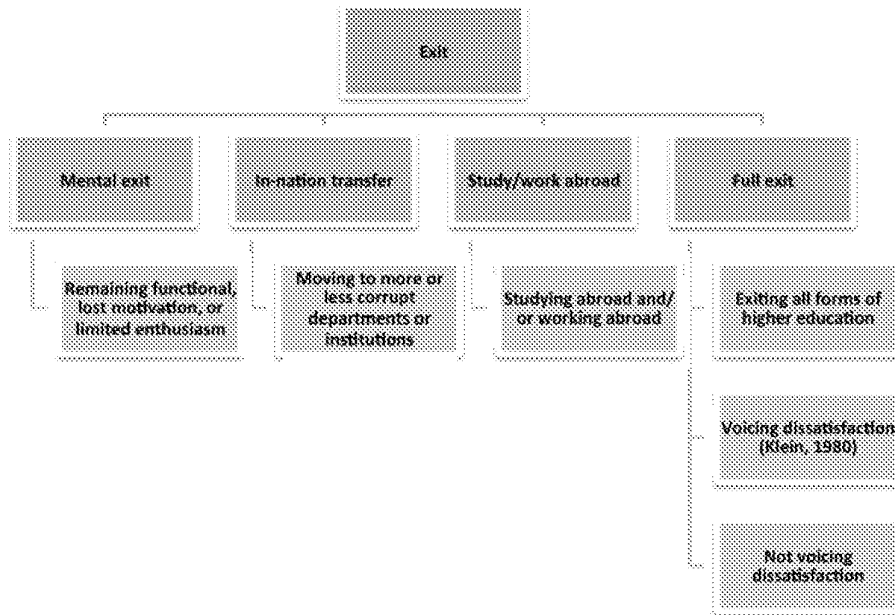 Exit
Mental exit
In-nation transfer
Study/work abroad
Full exit
Remaining functional,
lost motivation, or
limited enthusiasm
Moving to more or
less corrupt
departments or
institutions
Studying abroad and/
or working abroad
Exiting all forms of
higher education
Voicing dissatisfaction
(Klein, 1980)
Not voicing
dissatisfaction